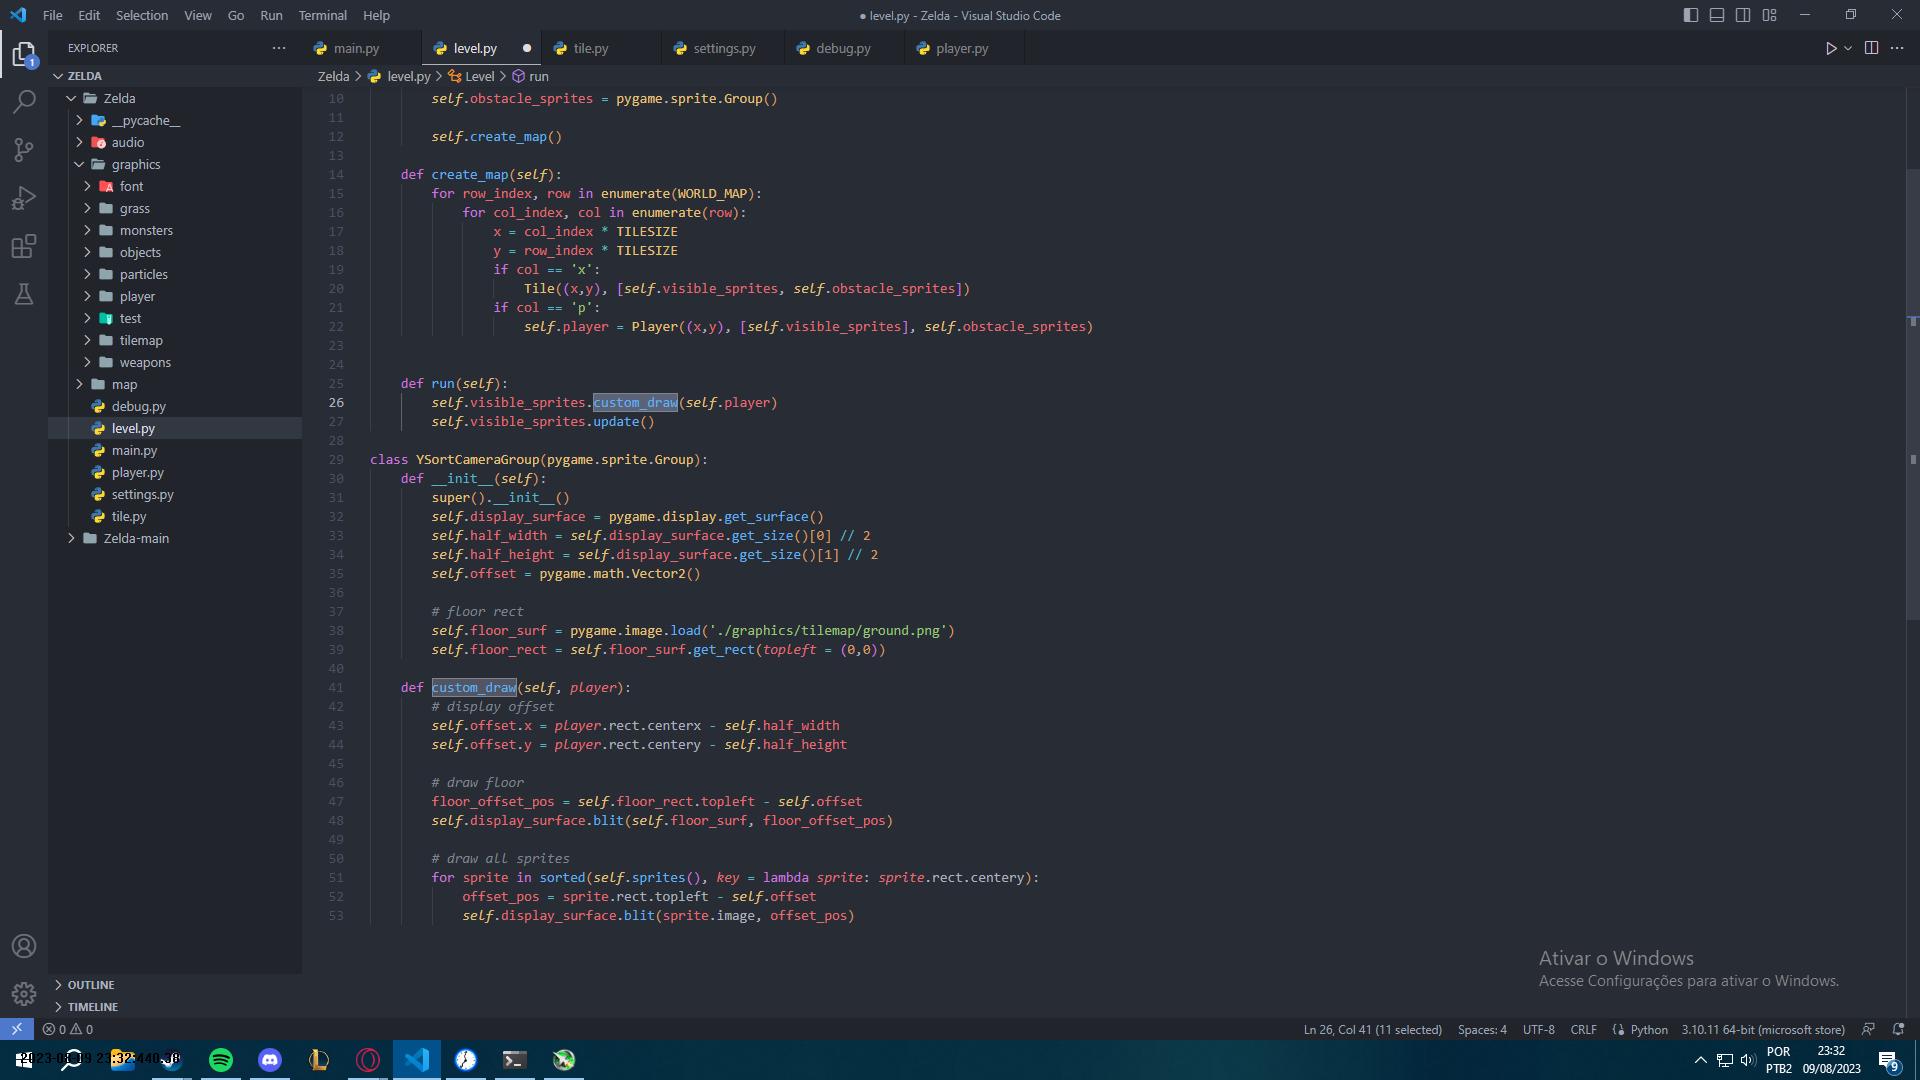 File Edit Selection View Go Run Terminal Help
● level.py - Zelda - Visual Studio Code
EXPLORER
main.py
level.py
tile.py
settings.py
debug.py
player.py
Zelda > level.py > Level > run
1
ZELDA
Zelda
__pycache__
audio
graphics
font
grass
monsters
objects
particles
player
test
tilemap
weapons
map
debug.py
level.py
main.py
player.py
settings.py
tile.py
Zelda-main
OUTLINE
TIMELINE
10 self.obstacle_sprites = pygame.sprite.Group()
11
12 self.create_map()
13
14 def create_map(self):
15 for row_index, row in enumerate(WORLD_MAP):
16 for col_index, col in enumerate(row):
17 x = col_index * TILESIZE
18 y = row_index * TILESIZE
19 if col == 'x':
20 Tile((x,y), [self.visible_sprites, self.obstacle_sprites])
21 if col == 'p':
22 self.player = Player((x,y), [self.visible_sprites], self.obstacle_sprites)
23
24
25 def run(self):
26 self.visible_sprites.custom_draw(self.player)
27 self.visible_sprites.update()
28
29 class YSortCameraGroup(pygame.sprite.Group):
30 def __init__(self):
31 super().__init__()
32 self.display_surface = pygame.display.get_surface()
33 self.half_width = self.display_surface.get_size()[0] // 2
34 self.half_height = self.display_surface.get_size()[1] // 2
35 self.offset = pygame.math.Vector2()
36
37 # floor rect
38 self.floor_surf = pygame.image.load('./graphics/tilemap/ground.png')
39 self.floor_rect = self.floor_surf.get_rect(topleft = (0,0))
40
41 def custom_draw(self, player):
42 # display offset
43 self.offset.x = player.rect.centerx - self.half_width
44 self.offset.y = player.rect.centery - self.half_height
45
46 # draw floor
47 floor_offset_pos = self.floor_rect.topleft - self.offset
48 self.display_surface.blit(self.floor_surf, floor_offset_pos)
49
50 # draw all sprites
51 for sprite in sorted(self.sprites(), key = lambda sprite: sprite.rect.centery):
52 offset_pos = sprite.rect.topleft - self.offset
53 self.display_surface.blit(sprite.image, offset_pos)
Ativar o Windows
Acesse Configurações para ativar o Windows.
0 0
Ln 26, Col 41 (11 selected) Spaces: 4 UTF-8 CRLF Python 3.10.11 64-bit (microsoft store)
POR
PTB2
23:32
09/08/2023
9